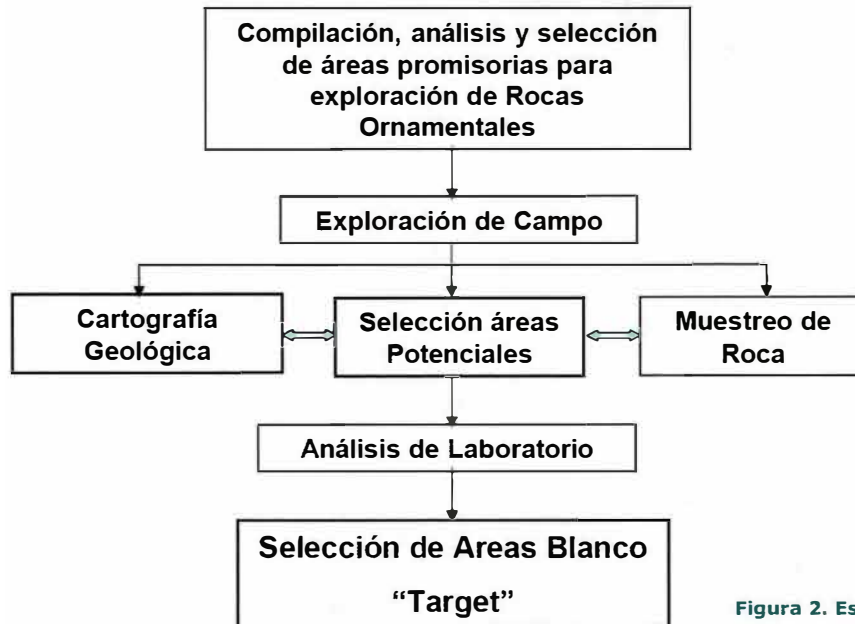 Compilación, análisis y selección
de áreas promisorias para
exploración de Rocas
Ornamentales
Exploración de Campo
Cartografía
Geológica
Selección áreas
Potenciales
Muestreo de
Roca
Análisis de Laboratorio
Selección de Areas Blanco
“Target”
Figura 2. Es